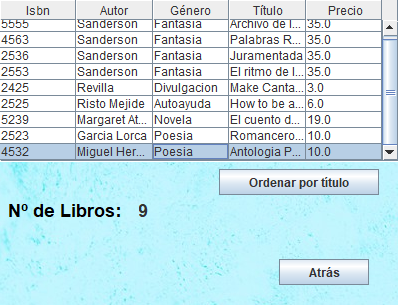 Isbn Autor Género Título Precio
5555 Sanderson Fantasia Archivo de l... 35.0
4563 Sanderson Fantasia Palabras R... 35.0
2536 Sanderson Fantasia Juramentada 35.0
2553 Sanderson Fantasia El ritmo de l... 35.0
2425 Revilla Divulgacion Make Canta... 3.0
2525 Risto Mejide Autoayuda How to be a... 6.0
5239 Margaret At... Novela El cuento d... 19.0
2523 Garcia Lorca Poesia Romancero... 10.0
4532 Miguel Her... Poesia Antologia P... 10.0
Ordenar por título
Nº de Libros: 9
Atrás